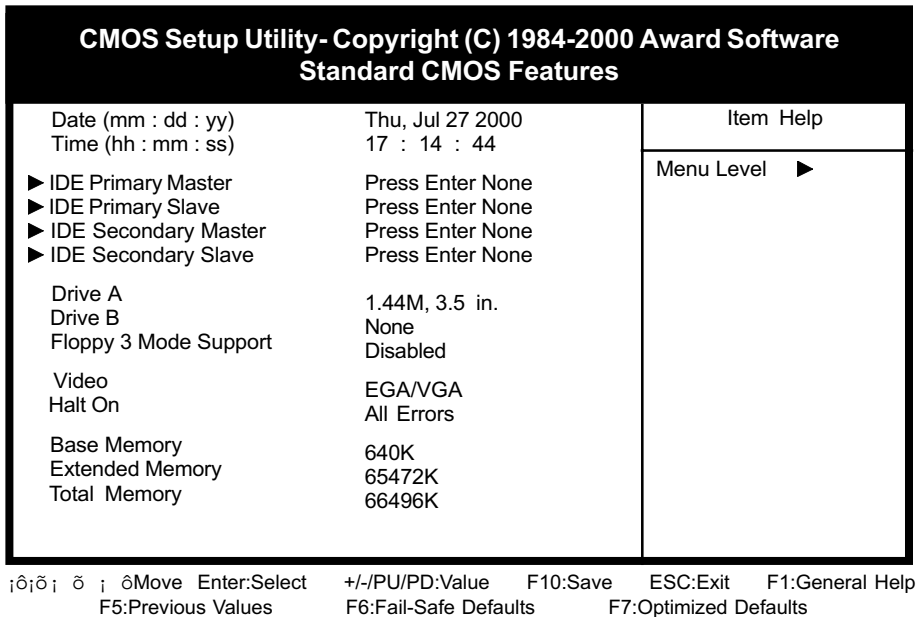 CMOS Setup Utility- Copyright (C) 1984-2000 Award Software
Standard CMOS Features
Date (mm : dd : yy) Thu, Jul 27 2000
Time (hh : mm : ss) 17 : 14 : 44
▶ IDE Primary Master Press Enter None
▶ IDE Primary Slave Press Enter None
▶ IDE Secondary Master Press Enter None
▶ IDE Secondary Slave Press Enter None
Drive A 1.44M, 3.5 in.
Drive B None
Floppy 3 Mode Support Disabled
Video EGA/VGA
Halt On All Errors
Base Memory 640K
Extended Memory 65472K
Total Memory 66496K
Item Help
Menu Level ▶
¡ô¡õ¡ õ ¡ ôMove Enter:Select +/-/PU/PD:Value F10:Save ESC:Exit F1:General Help
F5:Previous Values F6:Fail-Safe Defaults F7:Optimized Defaults